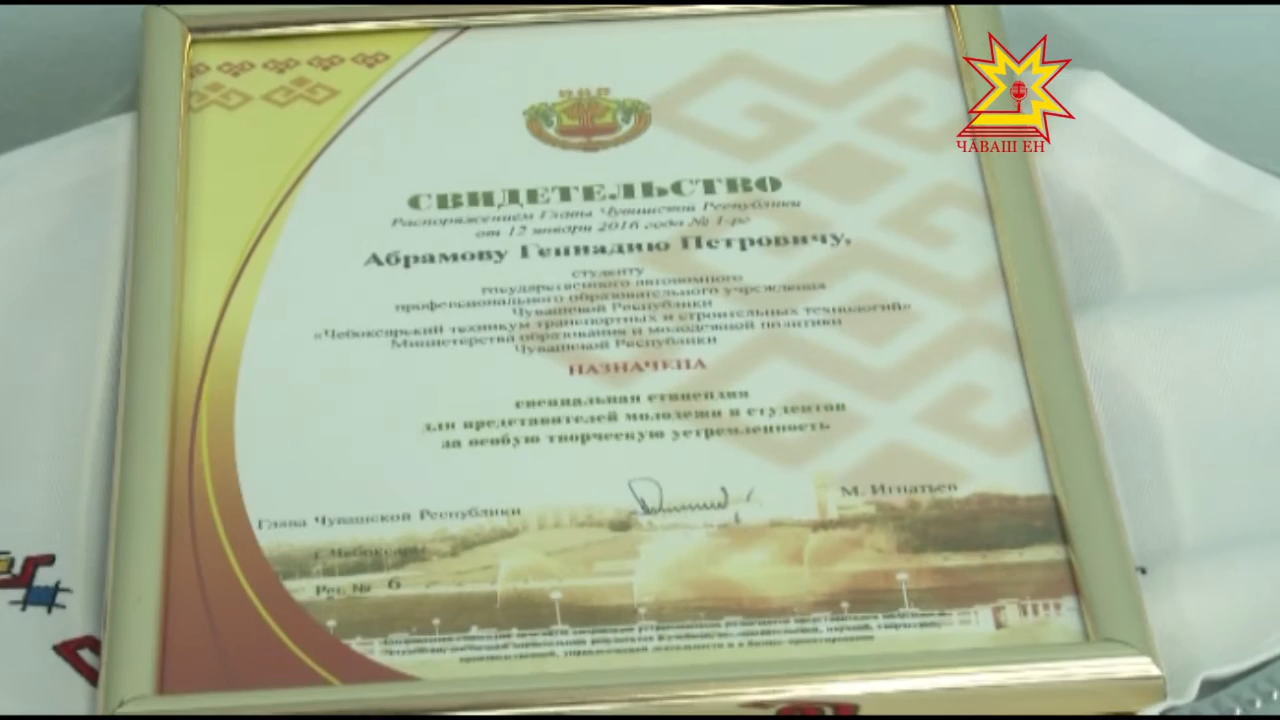 ЧӐВАШ ЕН
СВИДЕТЕЛЬСТВО
Распоряжением Главы Чувашской Республики
от 12 января 2016 года № 1-рг
Абрамову Геннадию Петровичу,
студенту
государственного автономного
профессионального образовательного учреждения
Чувашской Республики
«Чебоксарский техникум транспортных и строительных технологий»
Министерства образования и молодежной политики
Чувашской Республики
НАЗНАЧЕНА
специальная стипендия
для представителей молодежи и студентов
за особую творческую устремленность
Глава Чувашской Республики
М. Игнатьев
г. Чебоксары
Рег. № 6